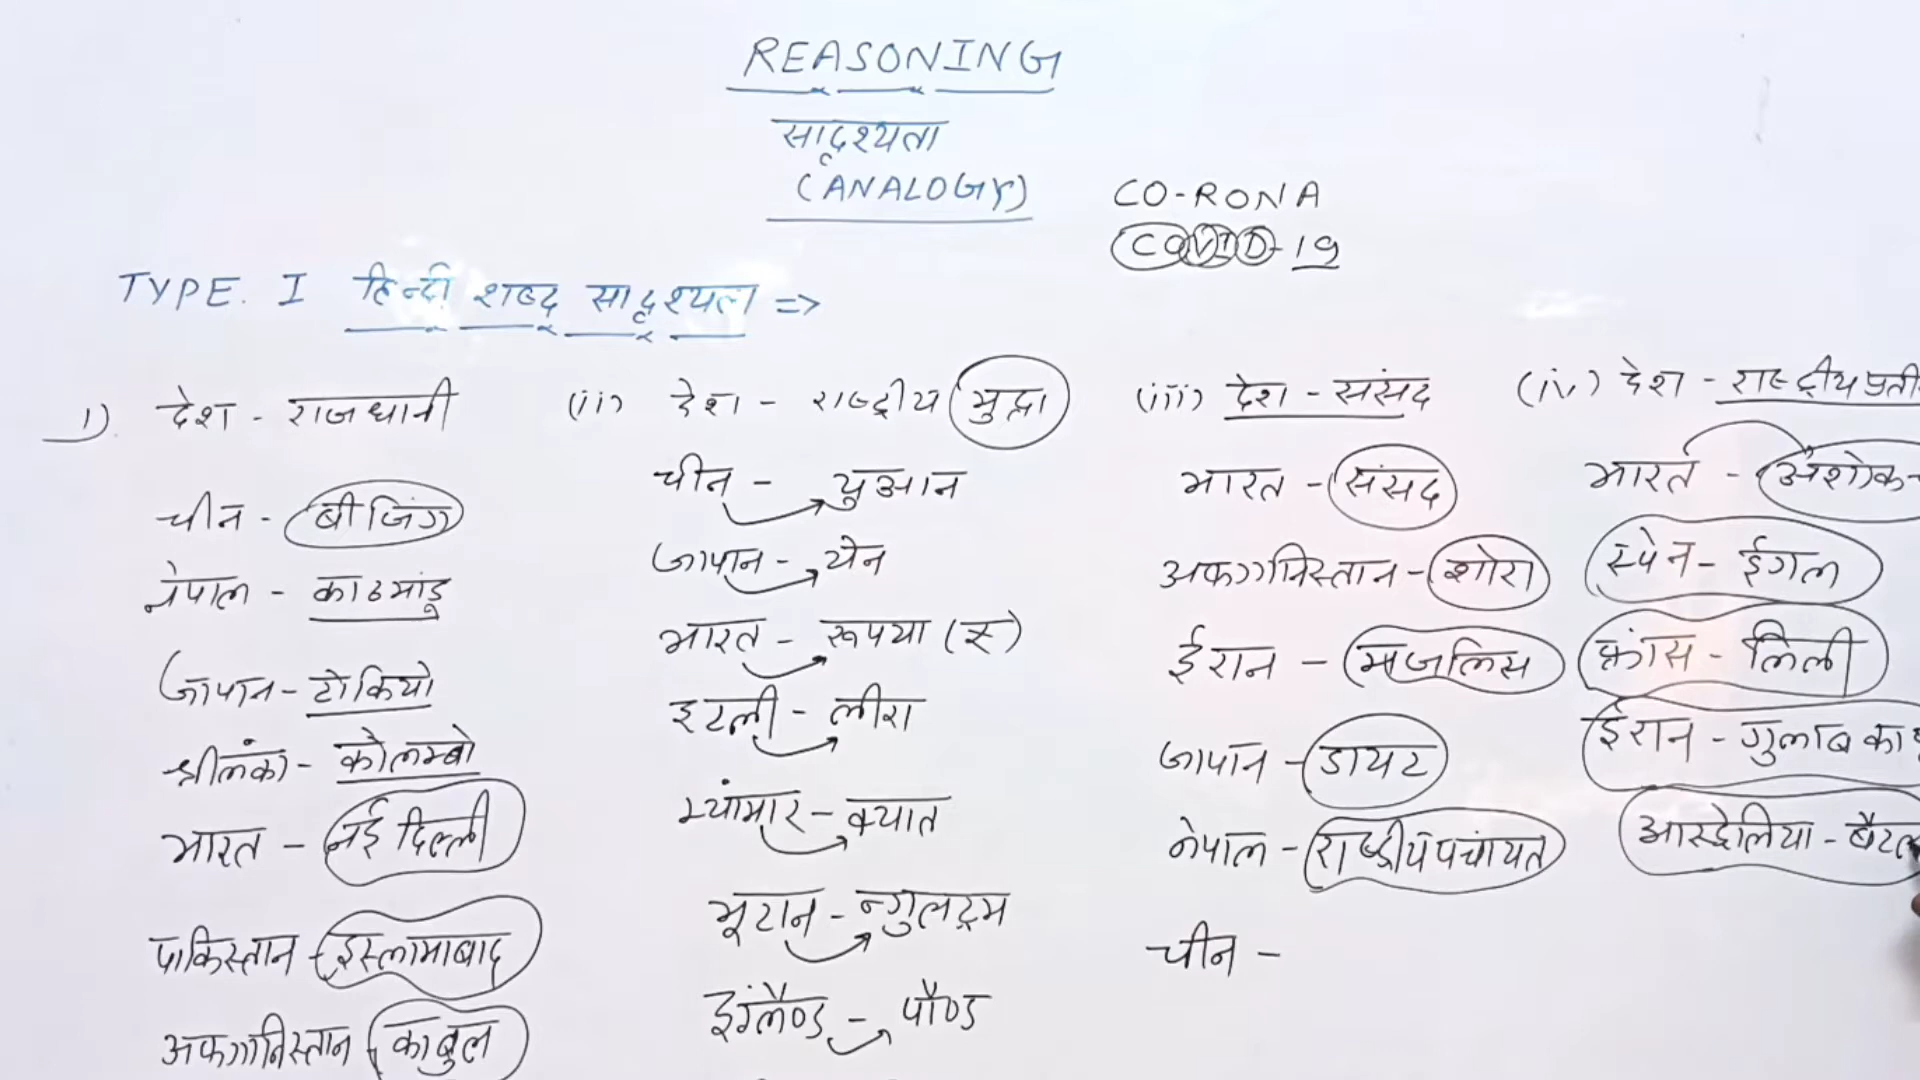 REASONING
सादृश्यता
(ANALOGY)
CO-RONA
COVID-19
TYPE. I हिन्दी शब्द सादृश्यता =>
1) देश - राजधानी
चीन - बीजिंग
नेपाल - काठमांडू
जापान - टोकियो
श्रीलंका - कोलम्बो
भारत - नई दिल्ली
पाकिस्तान - इस्लामाबाद
अफगानिस्तान - काबुल
(ii) देश - राष्ट्रीय मुद्रा
चीन - युआन
जापान - येन
भारत - रूपया (रु)
इटली - लीरा
म्यांमार - क्यात
भूटान - न्गुलट्रम
इंग्लैण्ड - पौण्ड
(iii) देश - संसद
भारत - संसद
अफगानिस्तान - शोरा
ईरान - मजलिस
जापान - डायट
नेपाल - राष्ट्रीय पंचायत
चीन -
(iv) देश - राष्ट्रीय
भारत - अशोक
स्पेन - ईगल
फ्रांस - लिली
ईरान - गुलाब का
आस्ट्रेलिया -